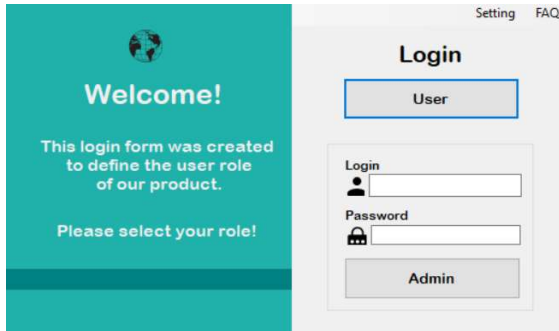 Setting FAQ
Welcome!
This login form was created
to define the user role
of our product.
Please select your role!
Login
User
Login
Password
Admin